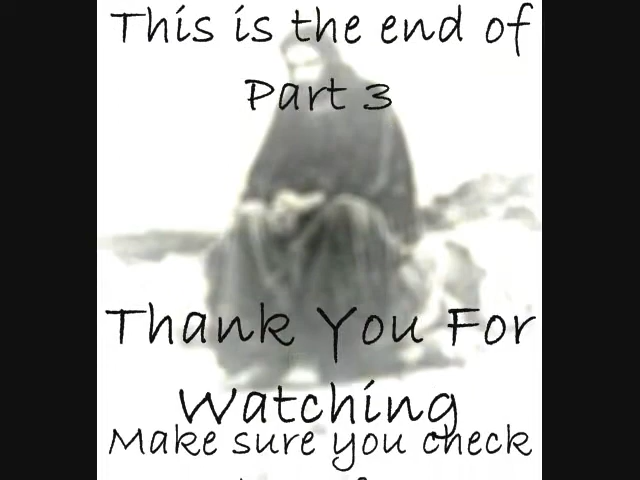 This is the end of
Part 3
Thank You For
Watching
Make sure you check